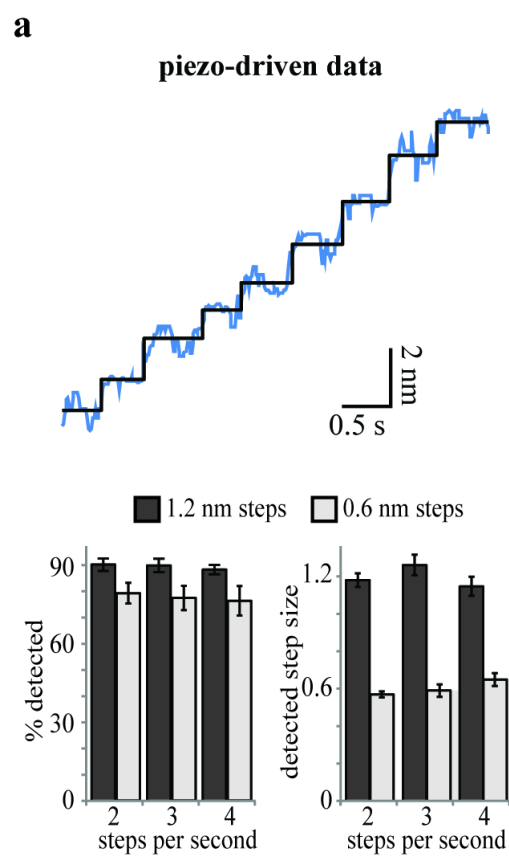 a
piezo-driven data
2 nm
0.5 s
1.2 nm steps
0.6 nm steps
% detected
90
60
30
0
2 3 4
steps per second
detected step size
1.2
0.6
0
2 3 4
steps per second